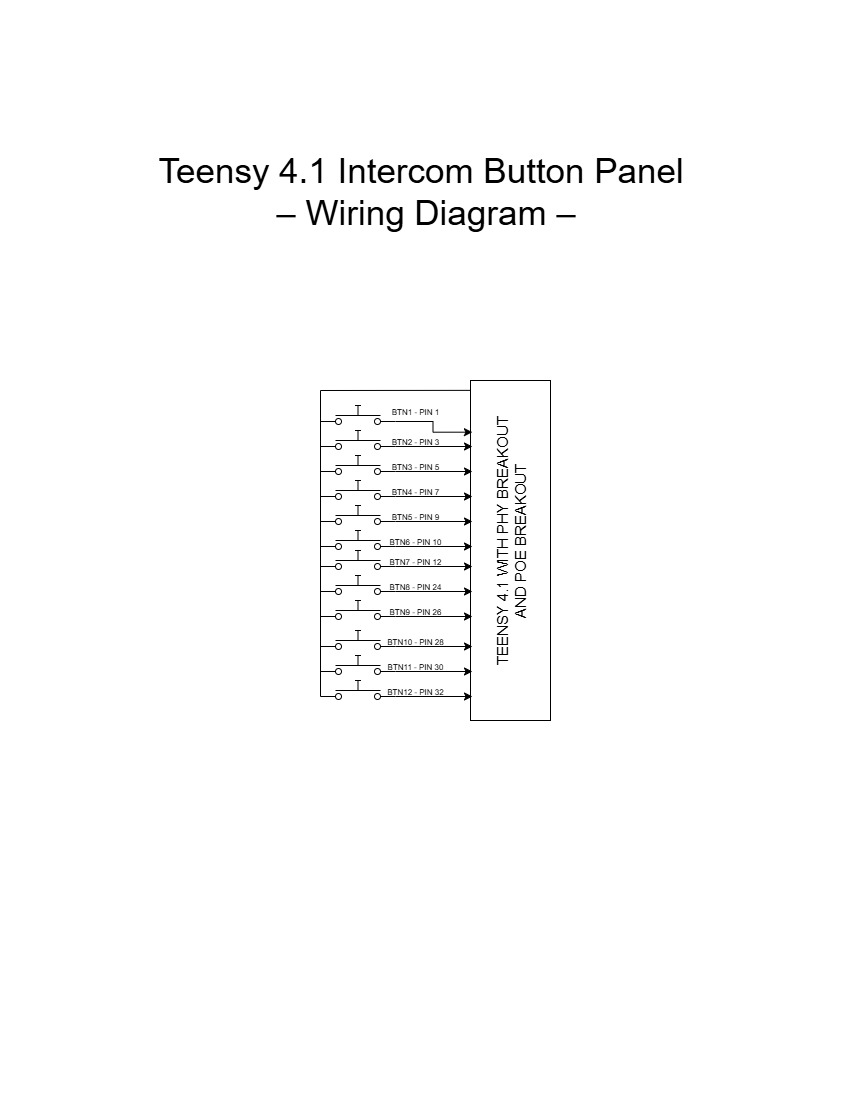 Teensy 4.1 Intercom Button Panel
– Wiring Diagram –
BTN1 - PIN 1
BTN2 - PIN 3
BTN3 - PIN 5
BTN4 - PIN 7
BTN5 - PIN 9
BTN6 - PIN 10
BTN7 - PIN 12
BTN8 - PIN 24
BTN9 - PIN 26
BTN10 - PIN 28
BTN11 - PIN 30
BTN12 - PIN 32
TEENSY 4.1 WITH PHY BREAKOUT
AND POE BREAKOUT